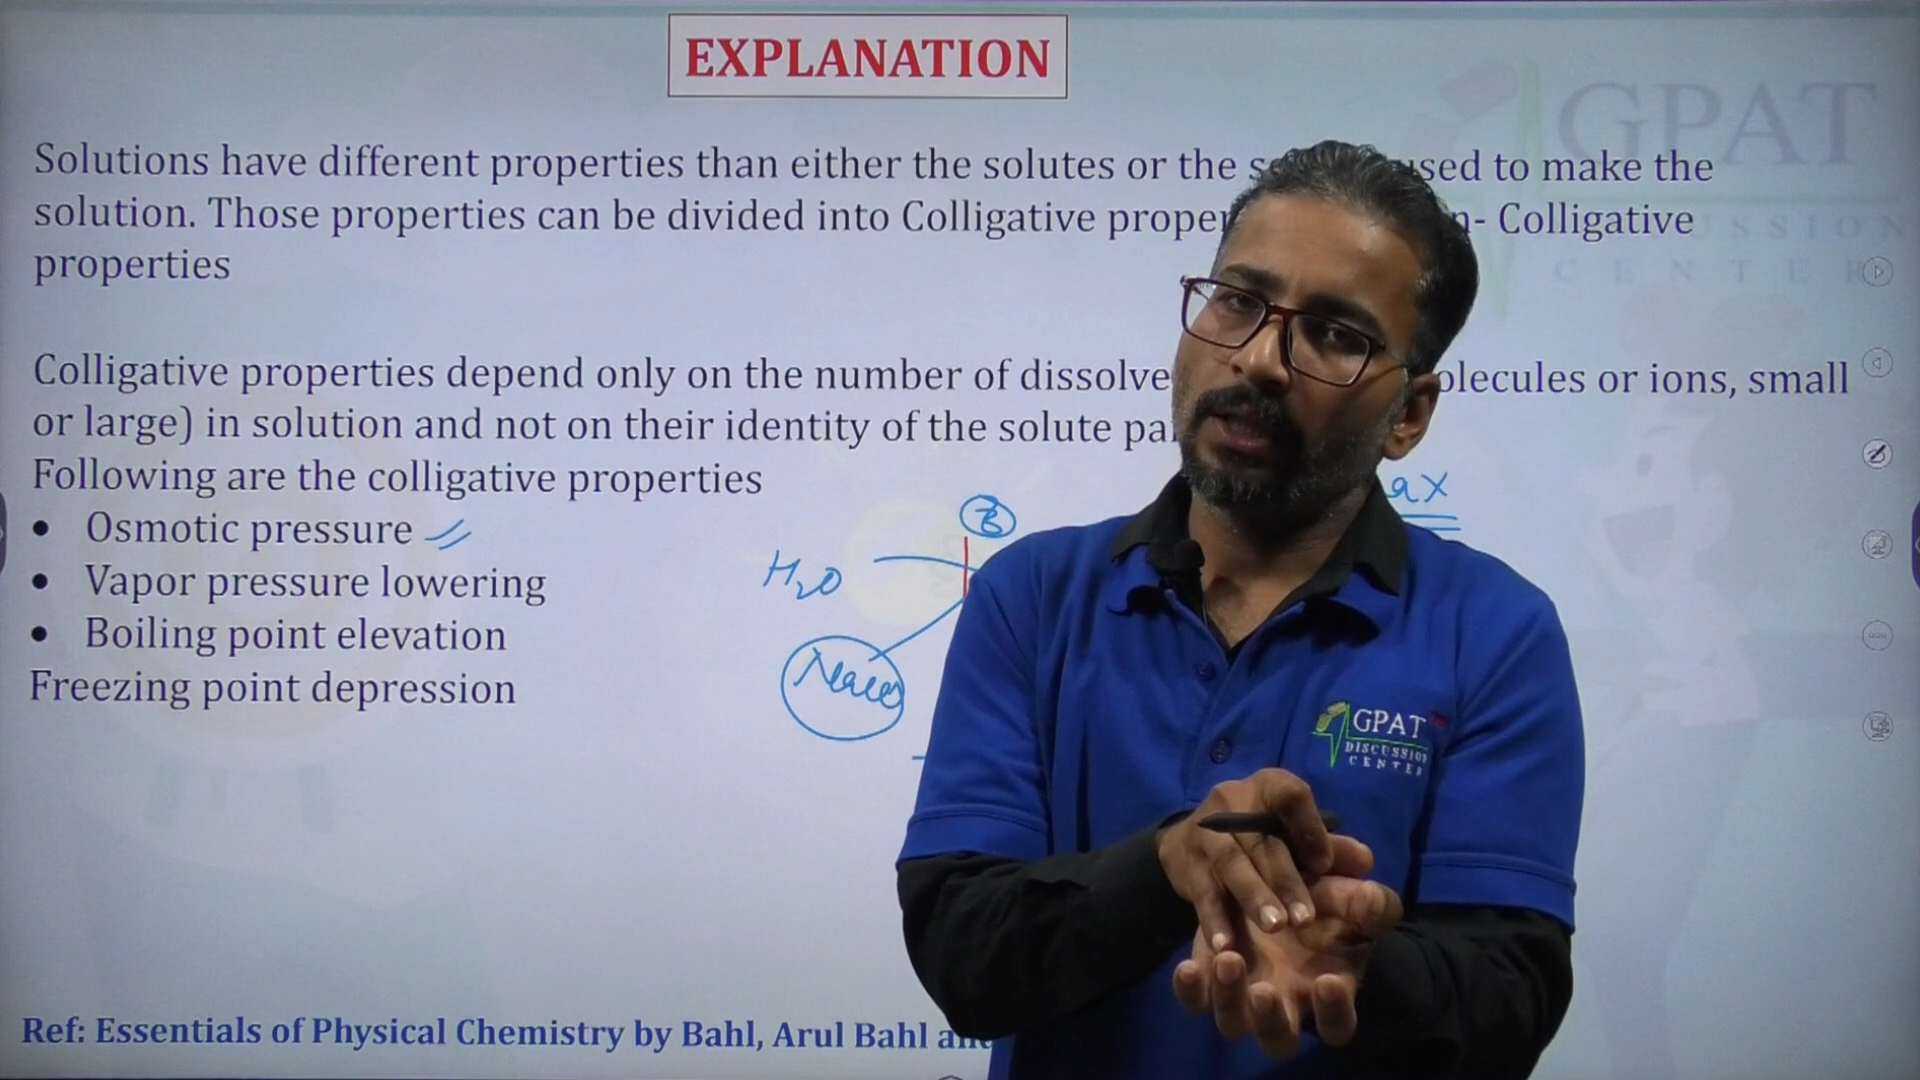 EXPLANATION
GPAT
Solutions have different properties than either the solutes or the sed to make the
solution. Those properties can be divided into Colligative proper n- Colligative
properties
CENTER
Colligative properties depend only on the number of dissolve olecules or ions, small
or large) in solution and not on their identity of the solute pa
Following are the colligative properties
• Osmotic pressure
• Vapor pressure lowering
• Boiling point elevation
Freezing point depression
H₂O
ax
GPAT
DISCUSSION
CENTER
Ref: Essentials of Physical Chemistry by Bahl, Arul Bahl an